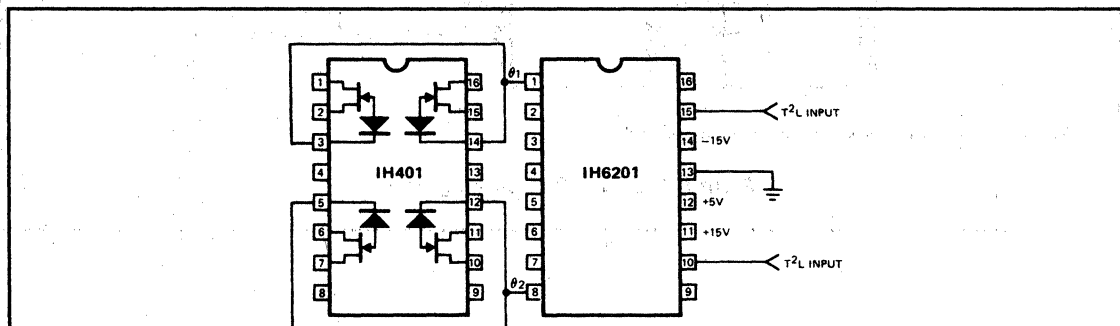 θ1
1 16 1 16
2 15 2 15 T²L INPUT
3 14 3 14 −15V
4 IH401 13 4 IH6201 13
5 12 5 12 +5V
6 11 6 11 +15V
7 10 7 10 T²L INPUT
θ2
8 9 8 9